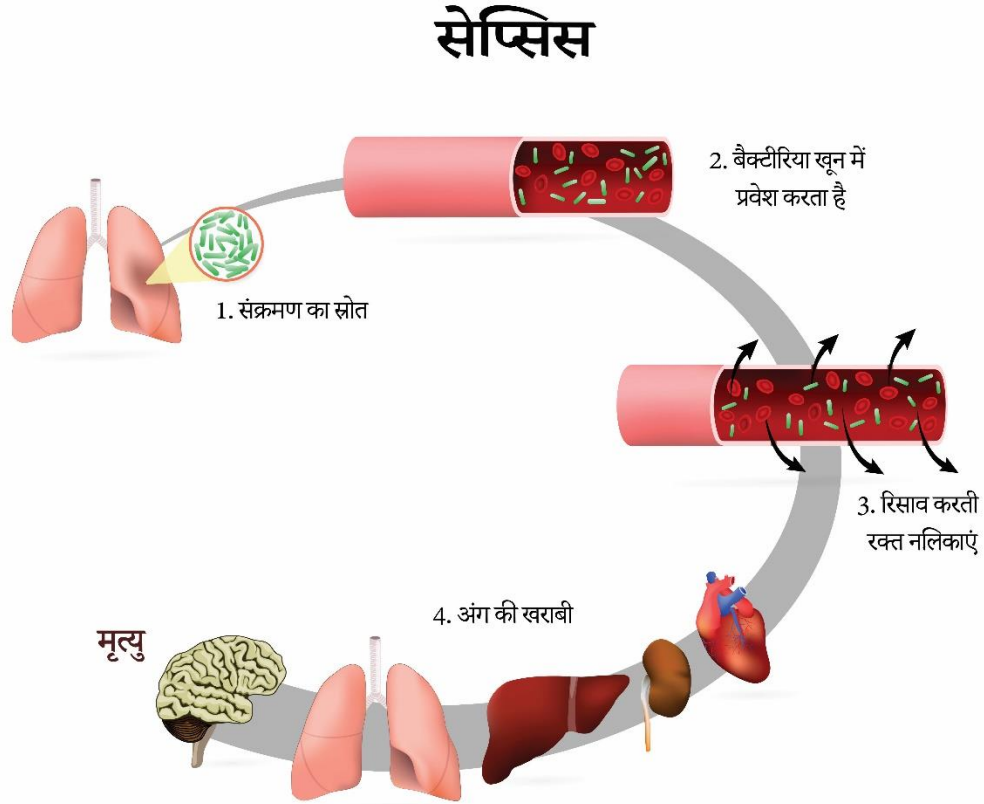 सेप्सिस
2. बैक्टीरिया खून में
प्रवेश करता है
1. संक्रमण का स्रोत
3. रिसाव करती
रक्त नलिकाएं
4. अंग की खराबी
मृत्यु